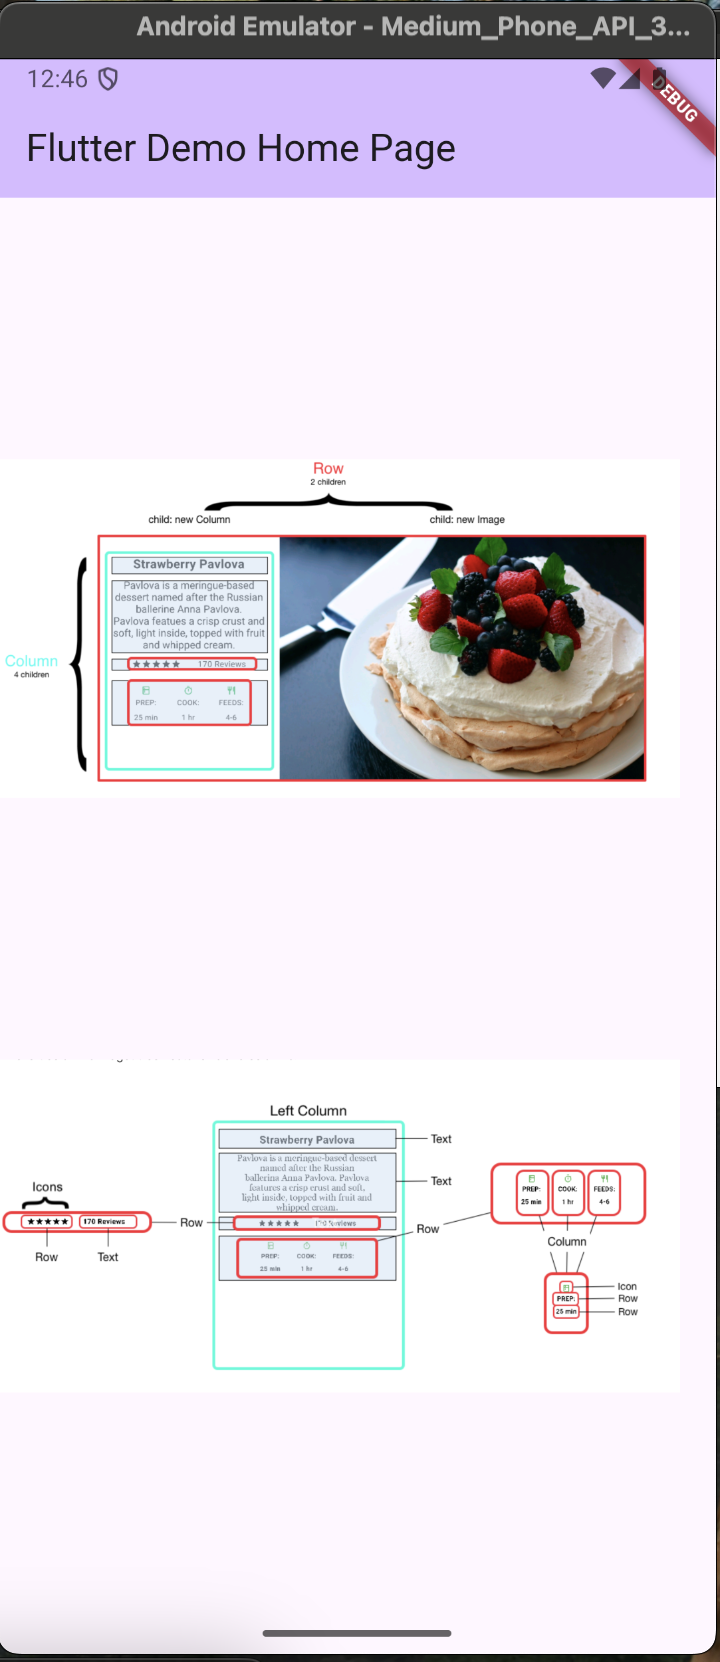 Android Emulator - Medium_Phone_API_3...
12:46
DEBUG
Flutter Demo Home Page
Row
2 children
child: new Column
child: new Image
Strawberry Pavlova
Pavlova is a meringue-based
dessert named after the Russian
ballerine Anna Pavlova.
Pavlova featues a crisp crust and
soft, light inside, topped with fruit
and whipped cream.
170 Reviews
PREP: COOK: FEEDS:
25 min 1 hr 4-6
Column
4 children
Left Column
Strawberry Pavlova
Text
Pavlova is a meringue-based dessert
named after the Russian
ballerina Anna Pavlova. Pavlova
features a crisp crust and soft,
light inside, topped with fruit and
whipped cream.
Text
Icons
170 Reviews
Row
Text
Row
Row
PREP: COOK: FEEDS:
25 min 1 hr 4-6
PREP: COOK: FEEDS:
25 min 1 hr 4-6
Column
Icon
PREP:
Row
25 min
Row